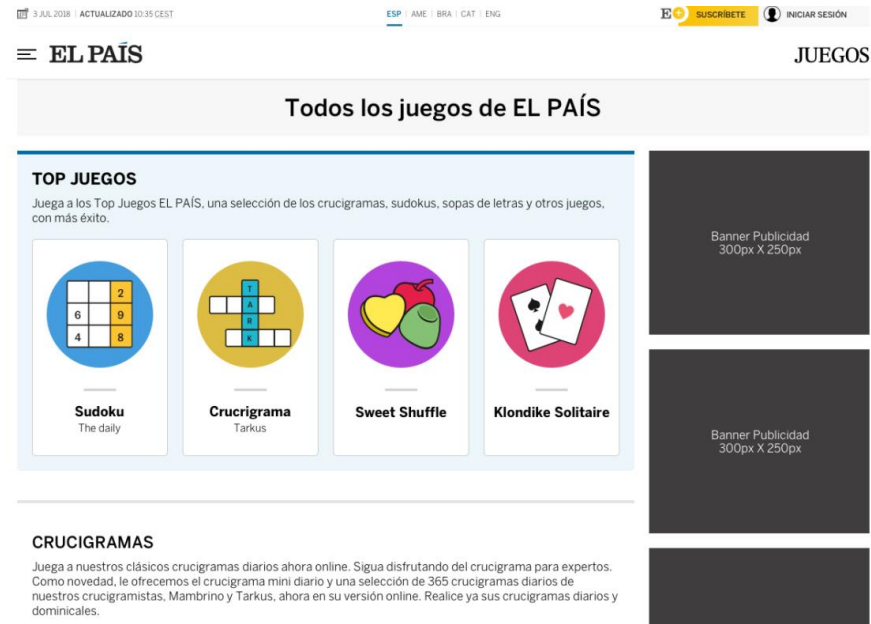 3 JUL 2018 | ACTUALIZADO 10:35 CEST
ESP | AME | BRA | CAT | ENG
E+ SUSCRÍBETE
INICIAR SESIÓN
EL PAÍS
JUEGOS
Todos los juegos de EL PAÍS
TOP JUEGOS
Juega a los Top Juegos EL PAÍS, una selección de los crucigramas, sudokus, sopas de letras y otros juegos,
con más éxito.
2
6 9
4 8
T
A
R
K
Sudoku
The daily
Crucrigrama
Tarkus
Sweet Shuffle
Klondike Solitaire
Banner Publicidad
300px X 250px
Banner Publicidad
300px X 250px
CRUCIGRAMAS
Juega a nuestros clásicos crucigramas diarios ahora online. Sigua disfrutando del crucigrama para expertos.
Como novedad, le ofrecemos el crucigrama mini diario y una selección de 365 crucigramas diarios de
nuestros crucigramistas, Mambrino y Tarkus, ahora en su versión online. Realice ya sus crucigramas diarios y
dominicales.